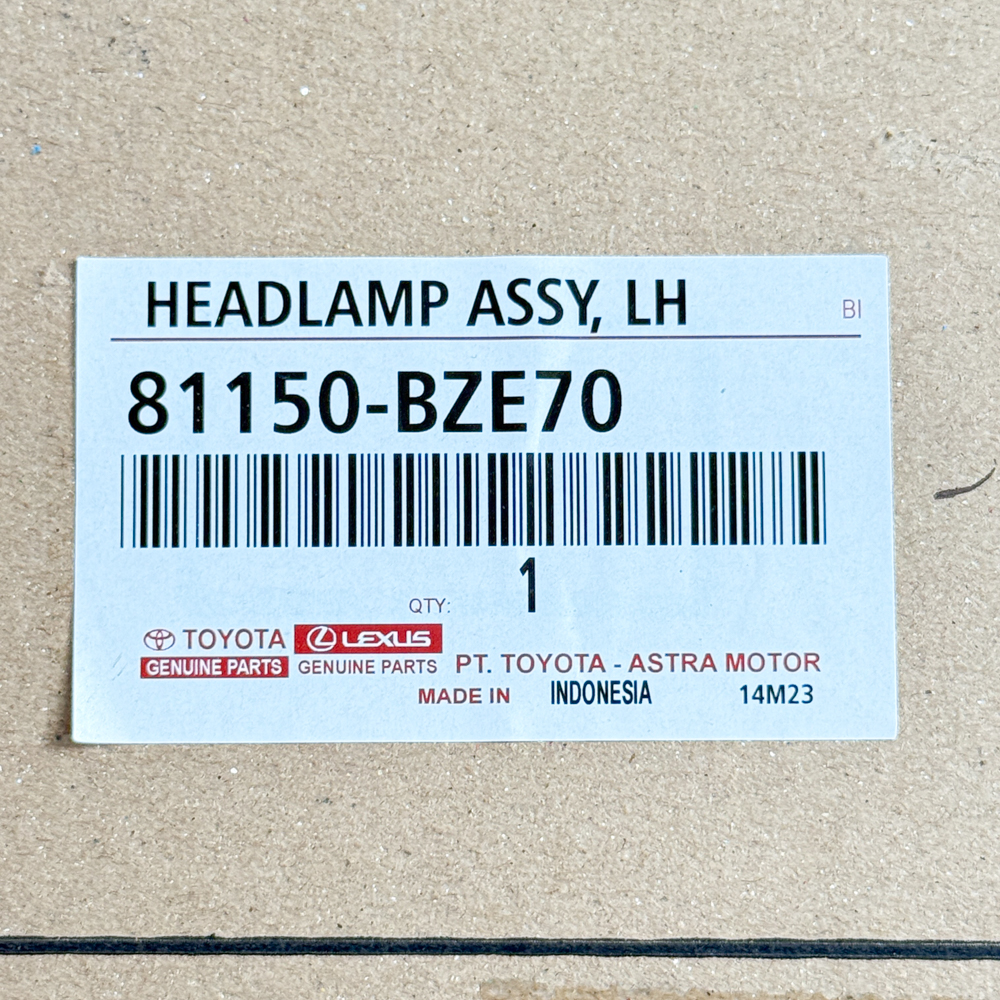 HEADLAMP ASSY, LH
BI
81150-BZE70
QTY: 1
TOYOTA LEXUS
GENUINE PARTS GENUINE PARTS PT. TOYOTA - ASTRA MOTOR
MADE IN INDONESIA 14M23